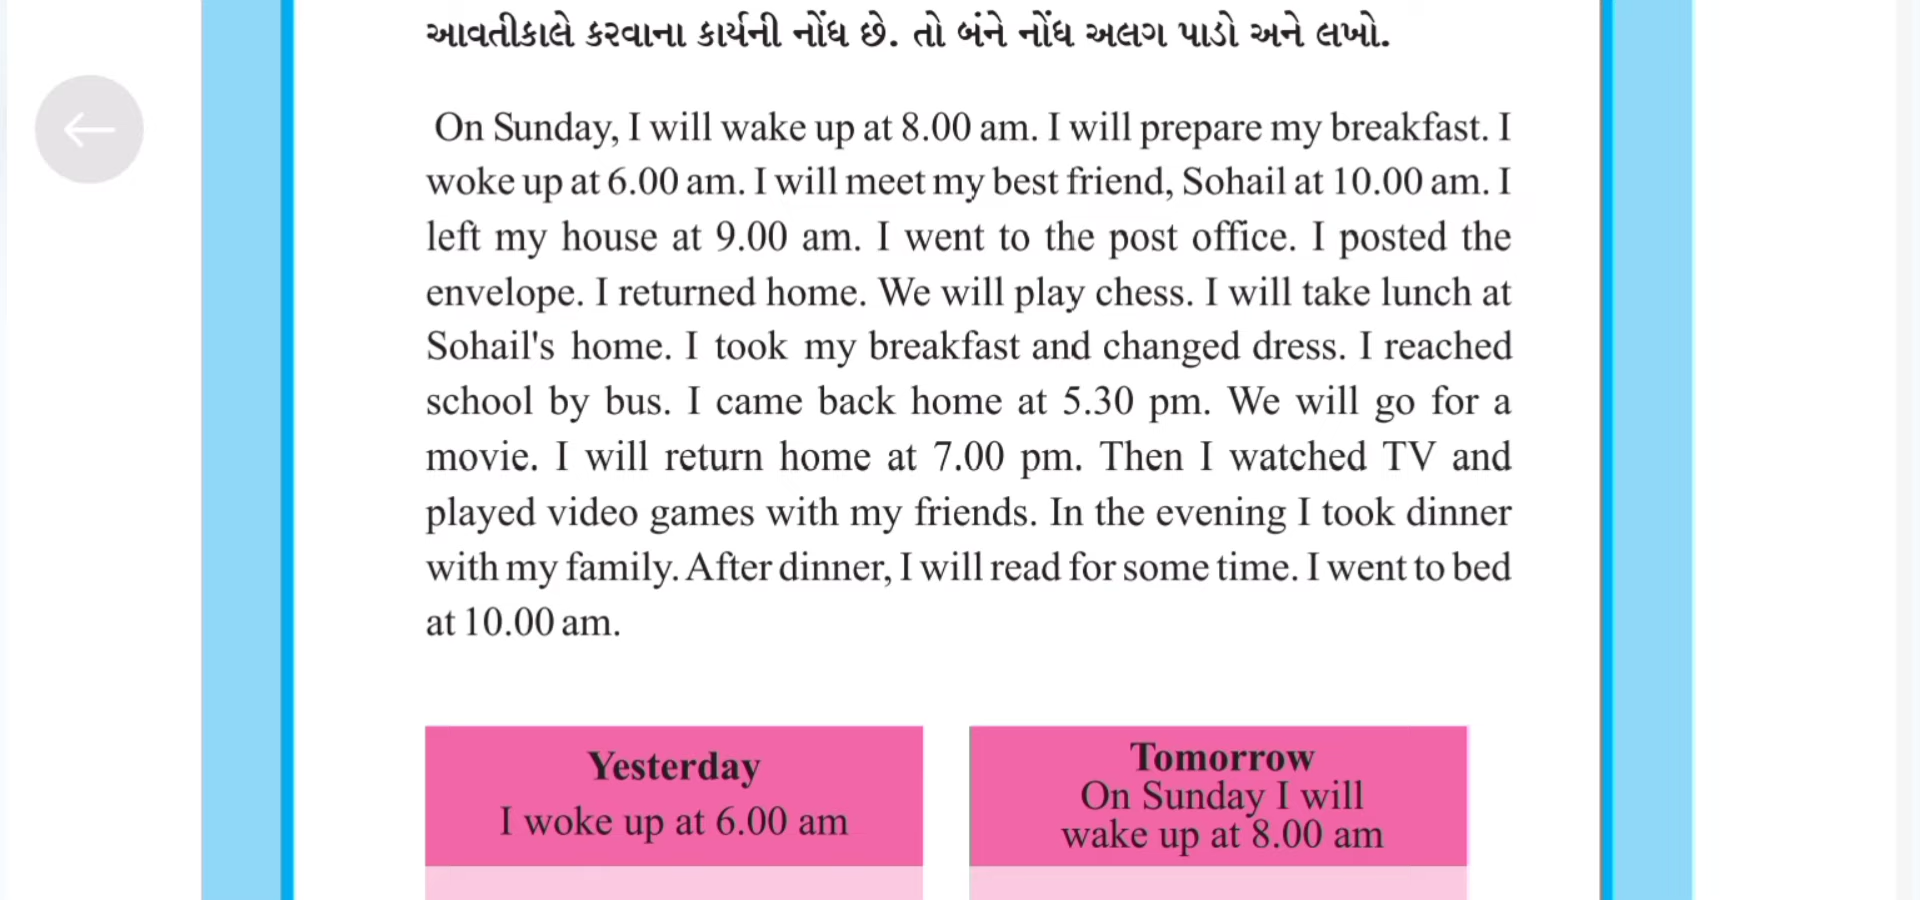 આવતીકાલે કરવાના કાર્યની નોંધ છે. તો બંને નોંધ અલગ પાડો અને લખો.
On Sunday, I will wake up at 8.00 am. I will prepare my breakfast. I
woke up at 6.00 am. I will meet my best friend, Sohail at 10.00 am. I
left my house at 9.00 am. I went to the post office. I posted the
envelope. I returned home. We will play chess. I will take lunch at
Sohail's home. I took my breakfast and changed dress. I reached
school by bus. I came back home at 5.30 pm. We will go for a
movie. I will return home at 7.00 pm. Then I watched TV and
played video games with my friends. In the evening I took dinner
with my family. After dinner, I will read for some time. I went to bed
at 10.00 am.
Yesterday
I woke up at 6.00 am
Tomorrow
On Sunday I will
wake up at 8.00 am